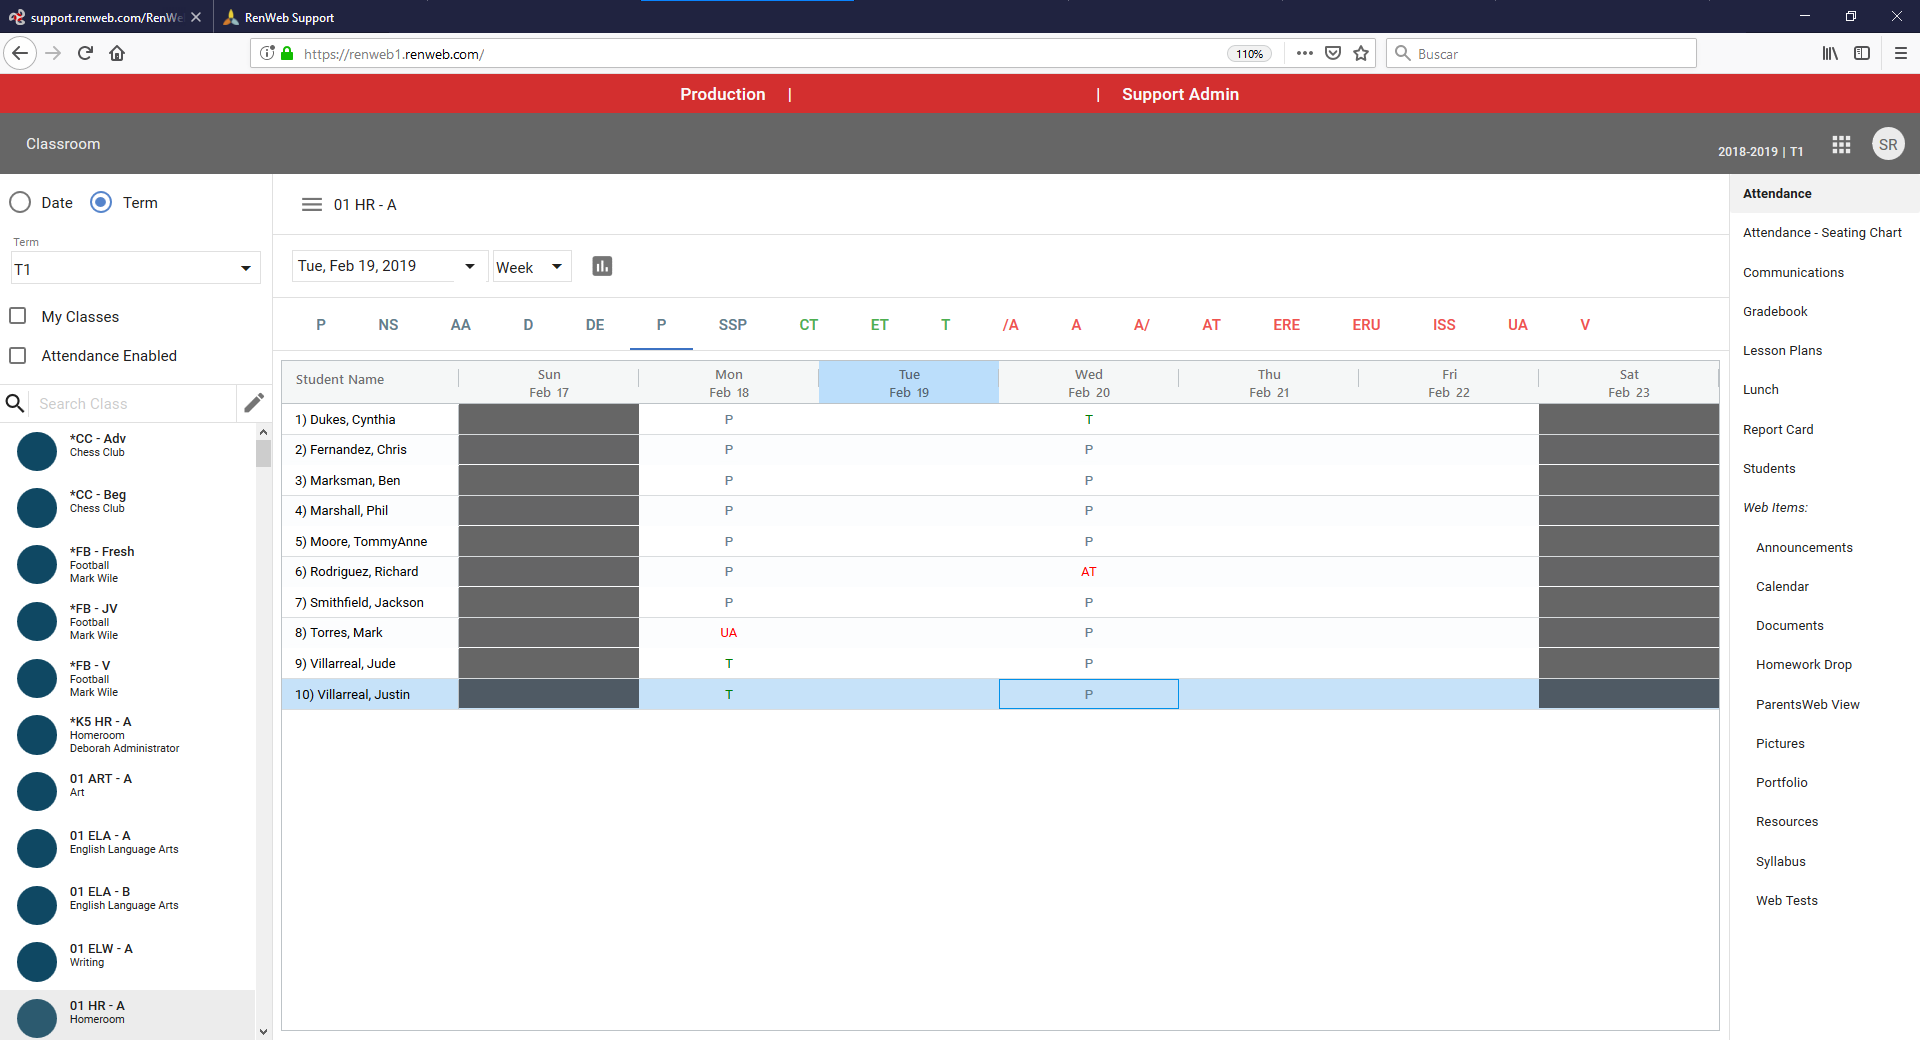 support.renweb.com/RenWe
RenWeb Support
https://renweb1.renweb.com/
110%
Buscar
Production | | Support Admin
Classroom
2018-2019 | T1
SR
Date Term
Term
T1
My Classes
Attendance Enabled
Search Class
*CC - Adv
Chess Club
*CC - Beg
Chess Club
*FB - Fresh
Football
Mark Wile
*FB - JV
Football
Mark Wile
*FB - V
Football
Mark Wile
*K5 HR - A
Homeroom
Deborah Administrator
01 ART - A
Art
01 ELA - A
English Language Arts
01 ELA - B
English Language Arts
01 ELW - A
Writing
01 HR - A
Homeroom
01 HR - A
Tue, Feb 19, 2019 Week
P NS AA D DE P SSP CT ET T /A A A/ AT ERE ERU ISS UA V
Student Name Sun Mon Tue Wed Thu Fri Sat
Feb 17 Feb 18 Feb 19 Feb 20 Feb 21 Feb 22 Feb 23
1) Dukes, Cynthia P T
2) Fernandez, Chris P P
3) Marksman, Ben P P
4) Marshall, Phil P P
5) Moore, TommyAnne P P
6) Rodriguez, Richard P AT
7) Smithfield, Jackson P P
8) Torres, Mark UA P
9) Villarreal, Jude T P
10) Villarreal, Justin T P
Attendance
Attendance - Seating Chart
Communications
Gradebook
Lesson Plans
Lunch
Report Card
Students
Web Items:
Announcements
Calendar
Documents
Homework Drop
ParentsWeb View
Pictures
Portfolio
Resources
Syllabus
Web Tests